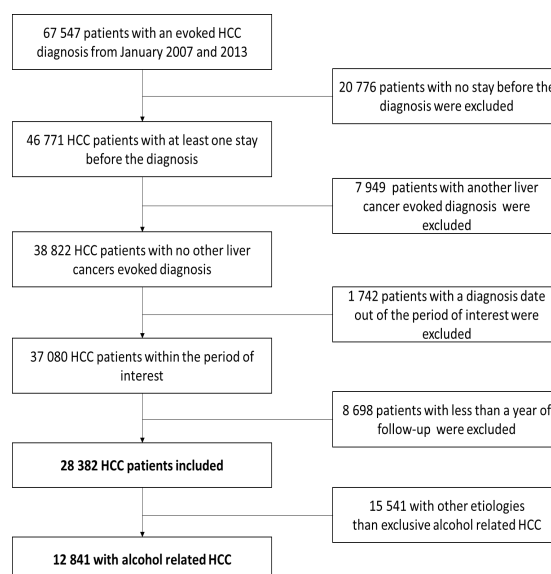 67 547 patients with an evoked HCC
diagnosis from January 2007 and 2013
20 776 patients with no stay before the
diagnosis were excluded
46 771 HCC patients with at least one stay
before the diagnosis
7 949 patients with another liver
cancer evoked diagnosis were
excluded
38 822 HCC patients with no other liver
cancers evoked diagnosis
1 742 patients with a diagnosis date
out of the period of interest were
excluded
37 080 HCC patients within the period of
interest
8 698 patients with less than a year of
follow-up were excluded
28 382 HCC patients included
15 541 with other etiologies
than exclusive alcohol related HCC
12 841 with alcohol related HCC